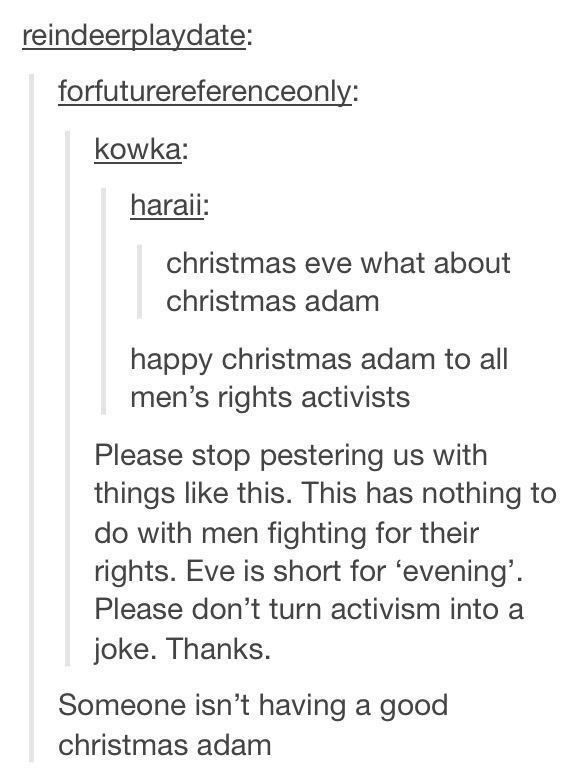 reindeerplaydate:
forfuturereferenceonly:
kowka:
haraii:
christmas eve what about
christmas adam
happy christmas adam to all
men’s rights activists
Please stop pestering us with
things like this. This has nothing to
do with men fighting for their
rights. Eve is short for ‘evening’.
Please don’t turn activism into a
joke. Thanks.
Someone isn’t having a good
christmas adam